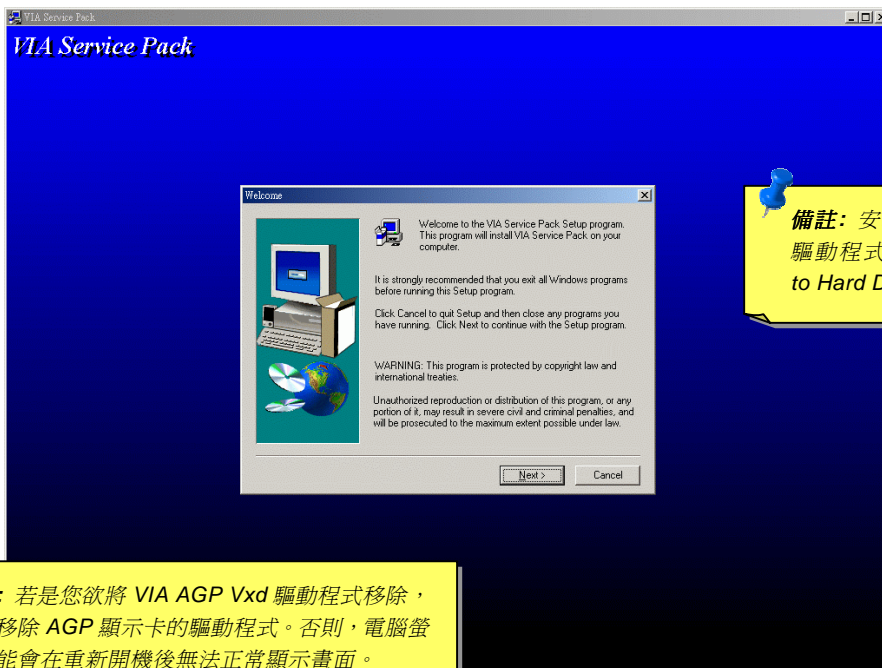 VIA Service Pack
VIA Service Pack
Welcome
Welcome to the VIA Service Pack Setup program.
This program will install VIA Service Pack on your
computer.
It is strongly recommended that you exit all Windows programs
before running this Setup program.
Click Cancel to quit Setup and then close any programs you
have running. Click Next to continue with the Setup program.
WARNING: This program is protected by copyright law and
international treaties.
Unauthorized reproduction or distribution of this program, or any
portion of it, may result in severe civil and criminal penalties, and
will be prosecuted to the maximum extent possible under law.
Next >
Cancel
備註: 安
驅動程式
to Hard D
: 若是您欲將 VIA AGP Vxd 驅動程式移除，
移除 AGP 顯示卡的驅動程式。否則，電腦螢
能會在重新開機後無法正常顯示畫面。